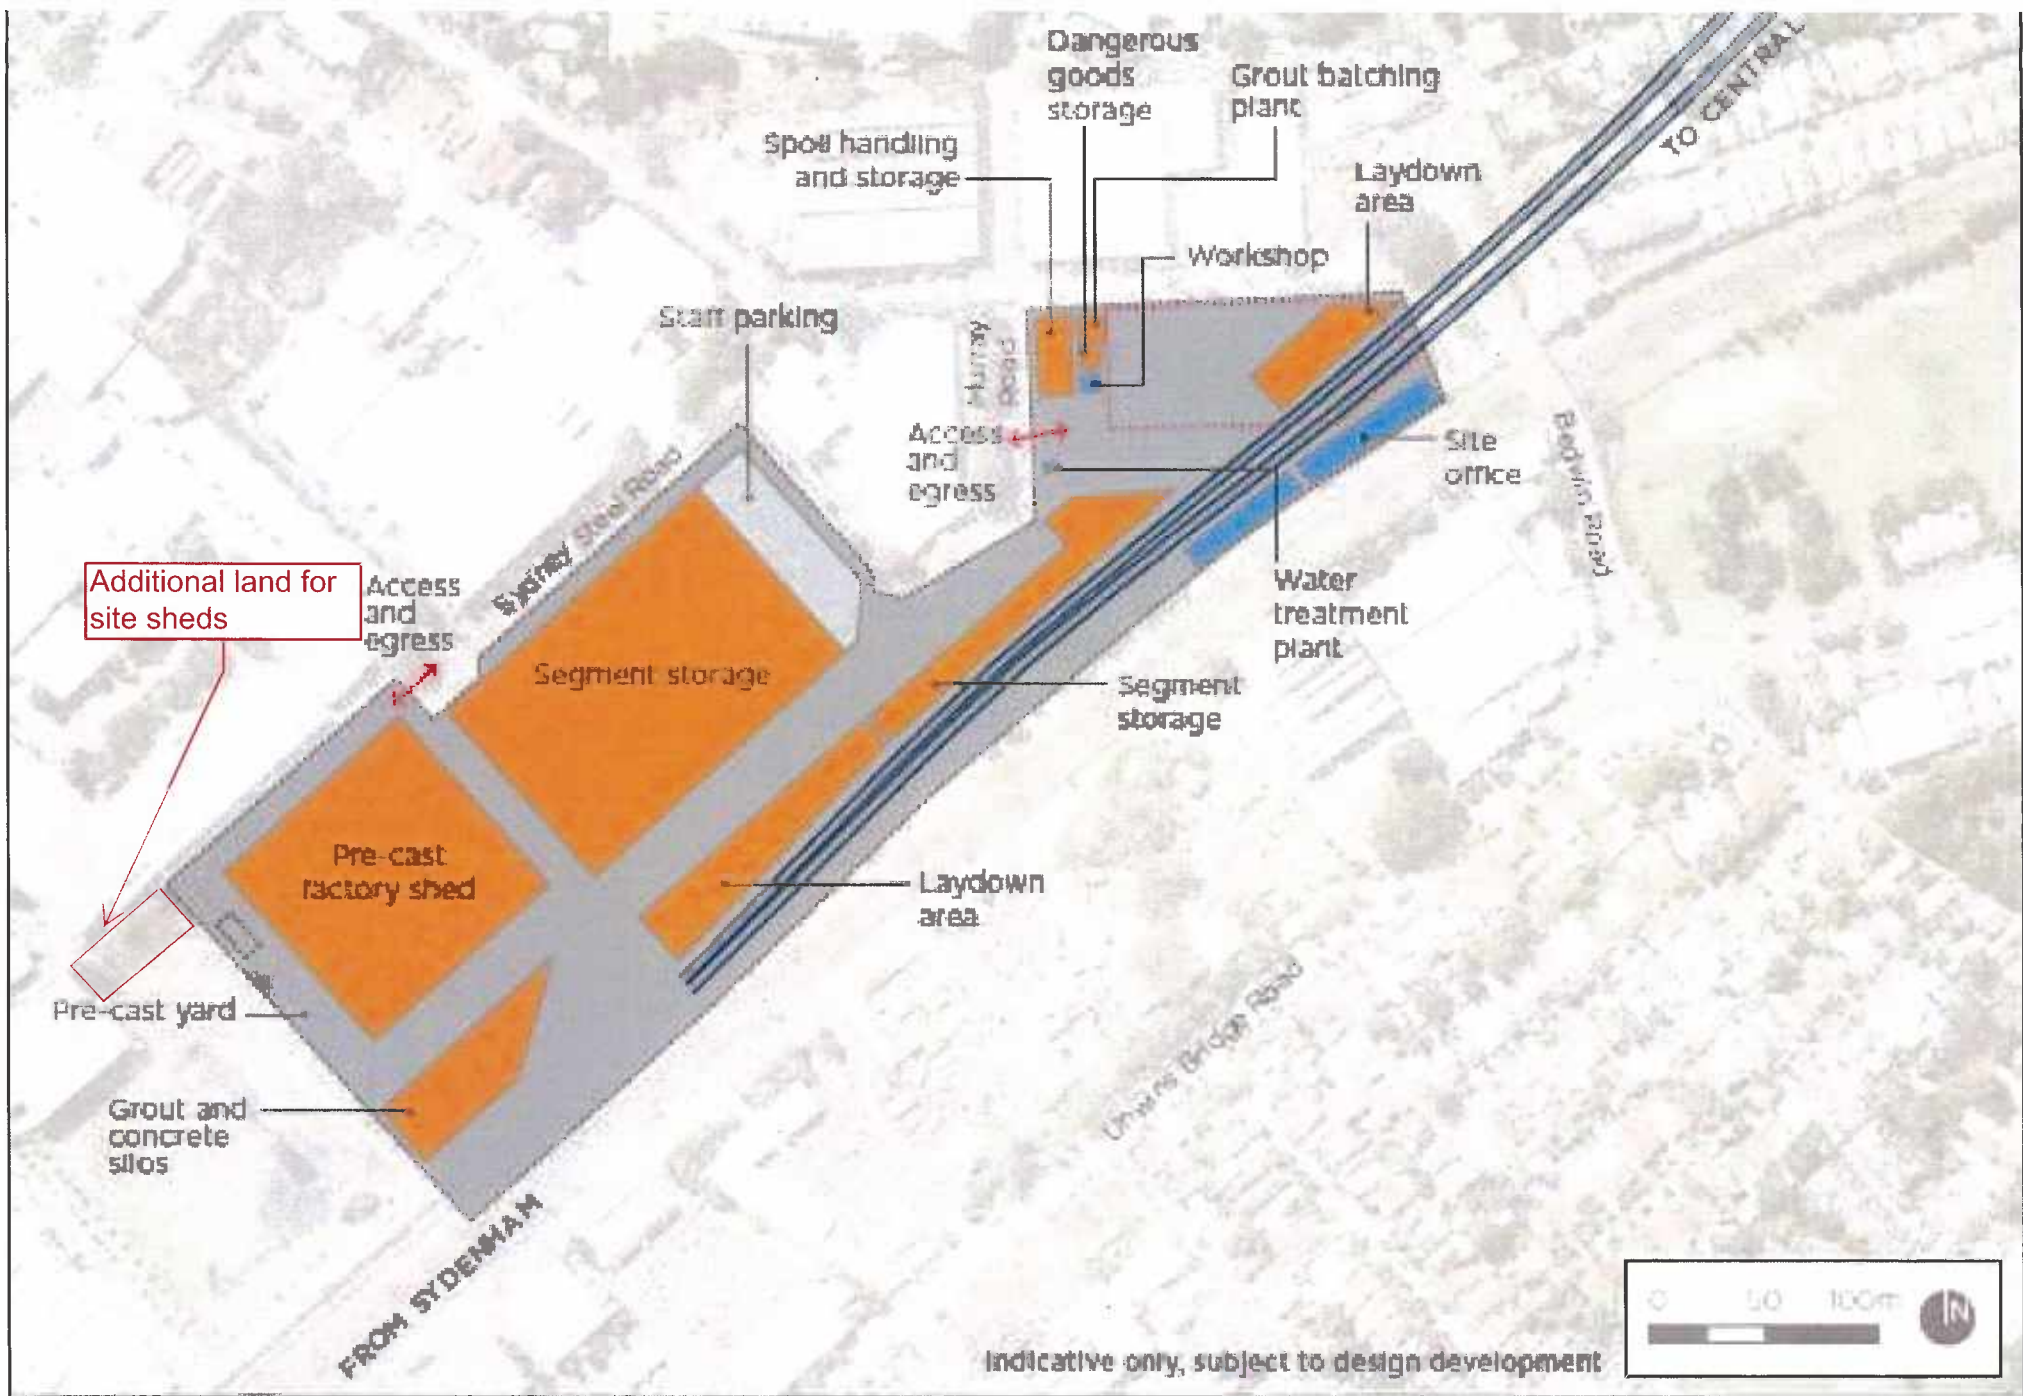 Dangerous
goods
storage
Grout batching
plant
TO CENTRAL
Spoil handling
and storage
Laydown
area
Workshop
Staff parking
Murray
Road
Access
and
egress
Site
office
Bedwin Road
Sydney Steel Road
Additional land for
site sheds
Access
and
egress
Water
treatment
plant
Segment storage
Segment
storage
Pre-cast
factory shed
Laydown
area
Pre-cast yard
Unwins Bridge Road
Grout and
concrete
silos
FROM SYDENHAM
0 50 100m
N
Indicative only, subject to design development